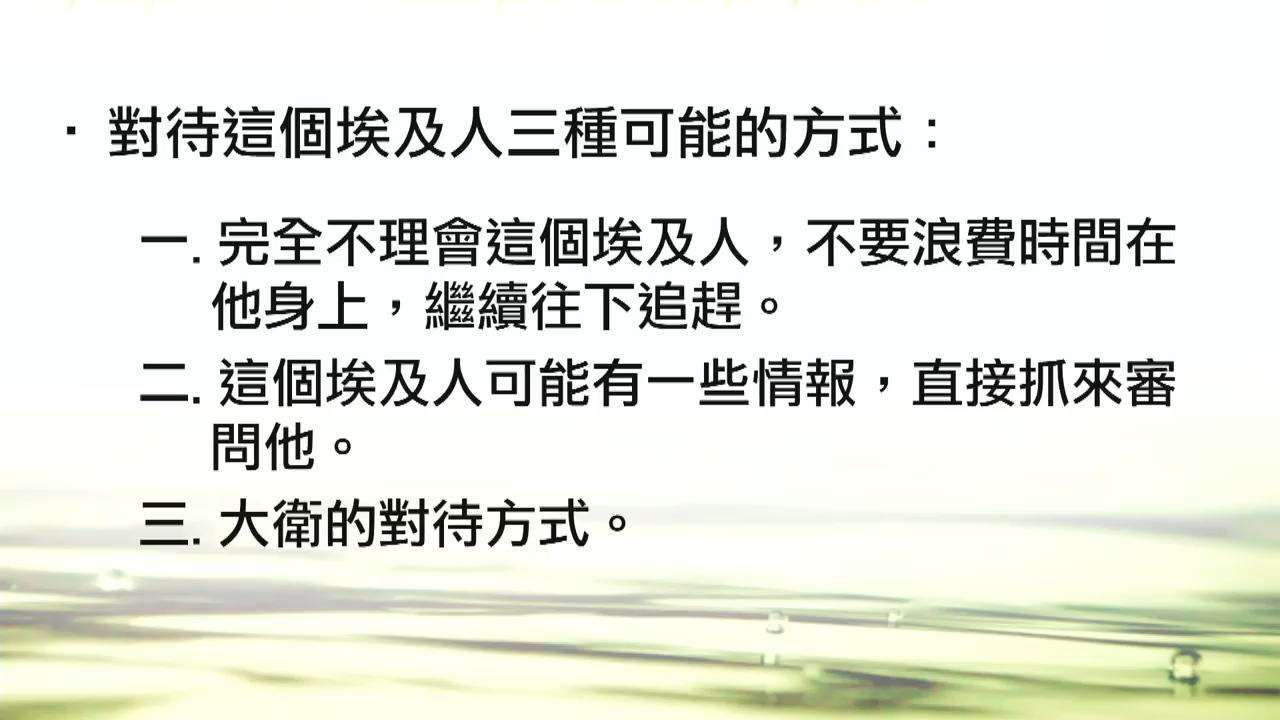 · 對待這個埃及人三種可能的方式：
一. 完全不理會這個埃及人，不要浪費時間在
他身上，繼續往下追趕。
二. 這個埃及人可能有一些情報，直接抓來審
問他。
三. 大衛的對待方式。